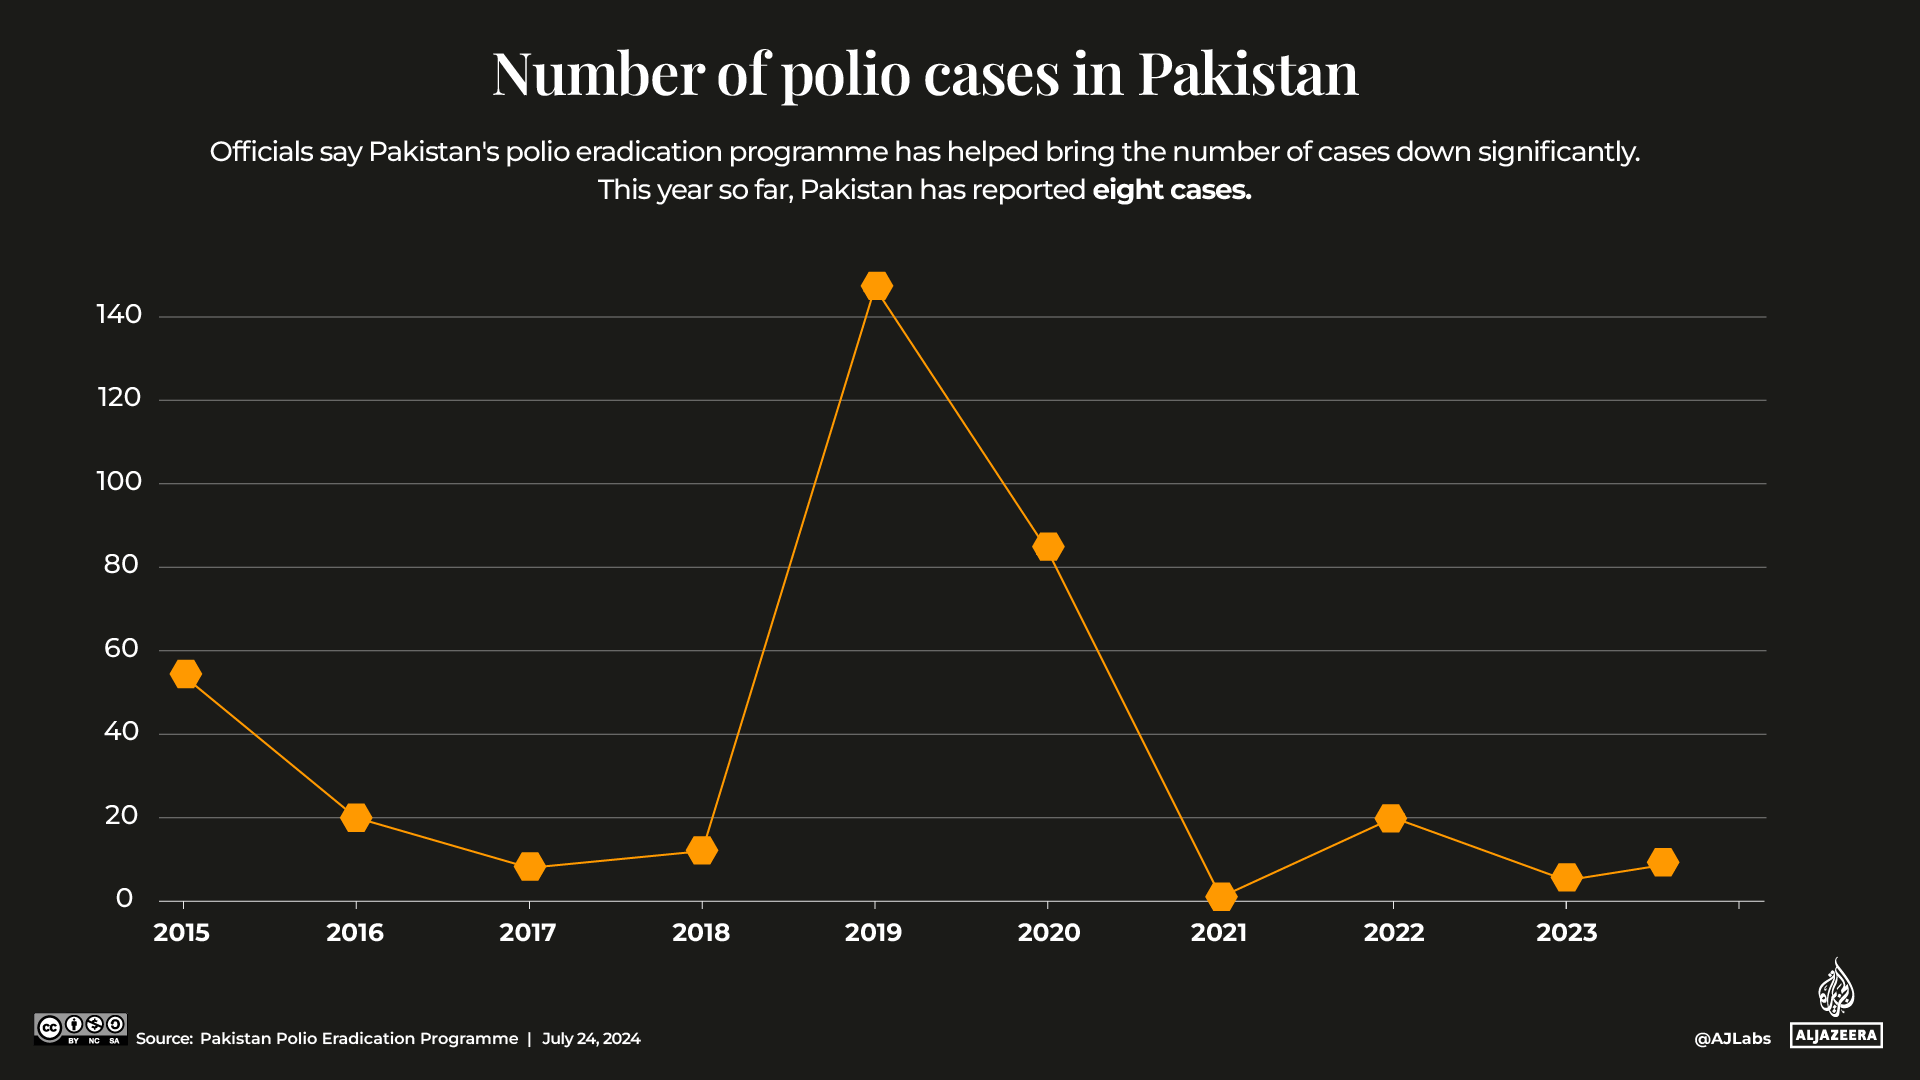 Number of polio cases in Pakistan
Officials say Pakistan's polio eradication programme has helped bring the number of cases down significantly.
This year so far, Pakistan has reported eight cases.
140
120
100
80
60
40
20
0
2015 2016 2017 2018 2019 2020 2021 2022 2023
cc BY NC SA
Source: Pakistan Polio Eradication Programme | July 24, 2024
@AJLabs
ALJAZEERA